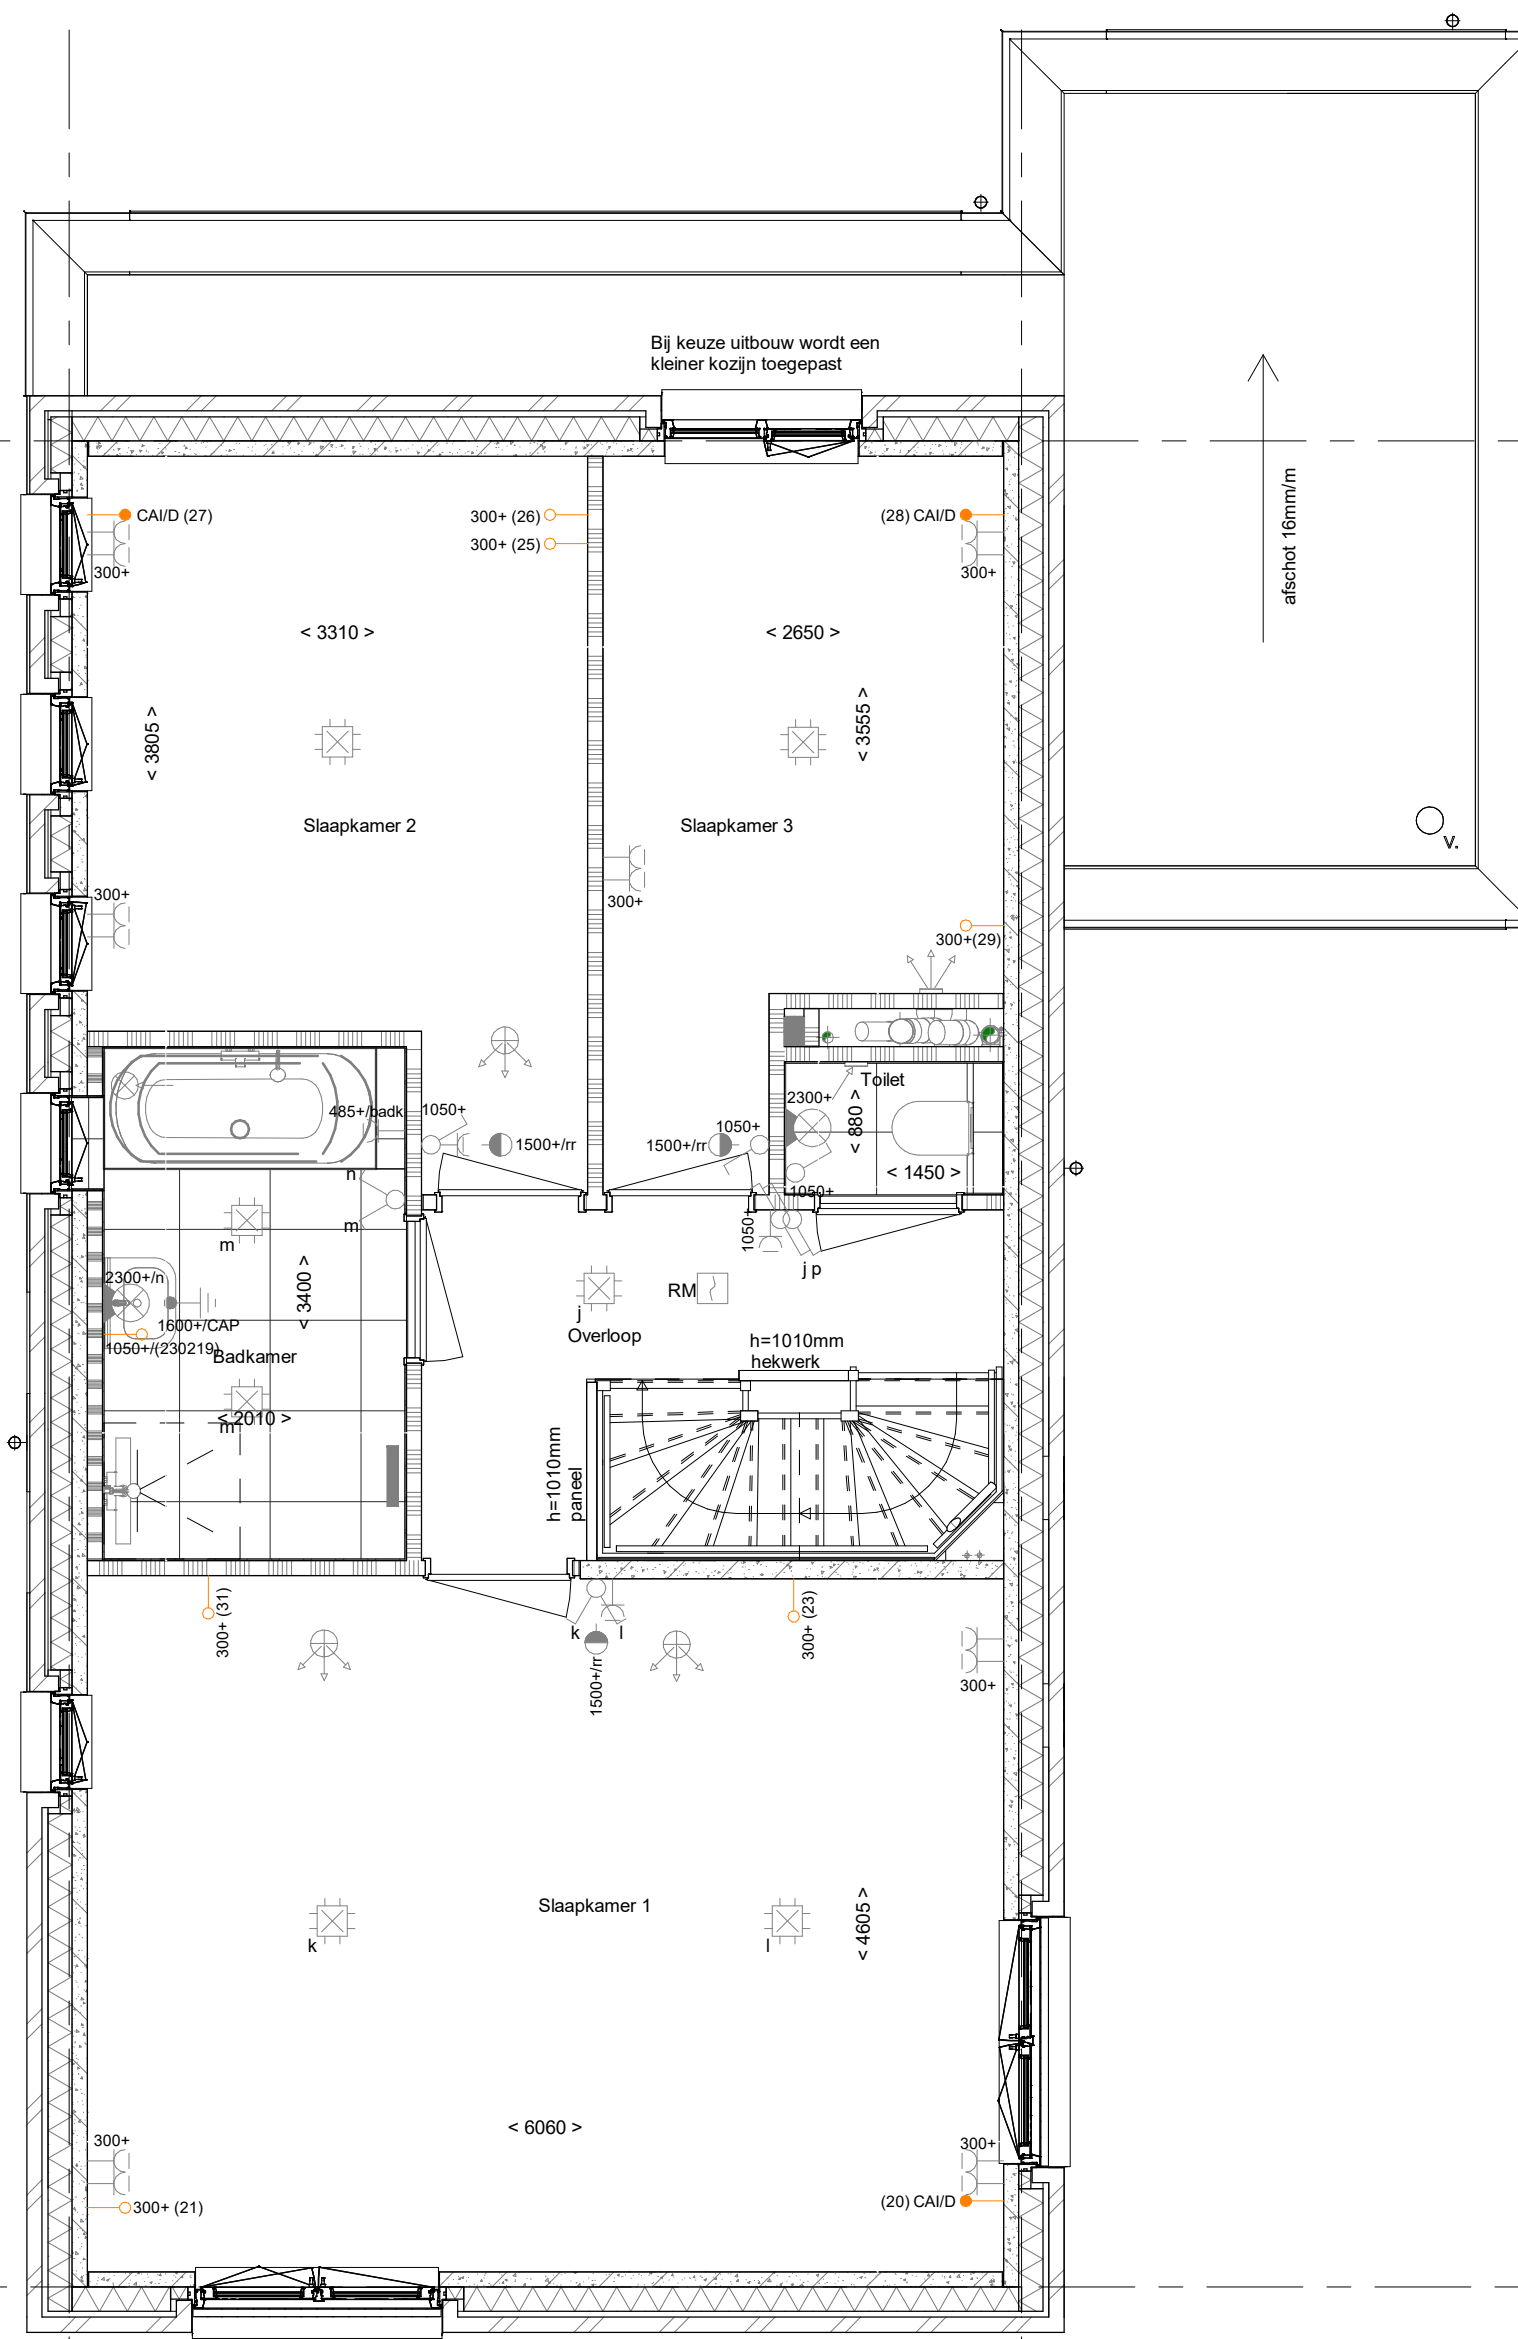 Bij keuze uitbouw wordt een
kleiner kozijn toegepast
afschot 16mm/m
CAI/D (27)
300+
300+ (26)
300+ (25)
(28) CAI/D
300+
< 3310 >
< 2650 >
< 3805 >
< 3555 >
Slaapkamer 2
Slaapkamer 3
v.
300+
300+
300+(29)
Toilet
2300+
< 880 >
485+/badk
1050+
1500+/rr
1500+/rr
1050+
< 1450 >
n
m
1050+
1050+
m
j p
2300+/n
< 3400 >
RM
j
Overloop
1600+/CAP
1050+/(230219)
Badkamer
h=1010mm
hekwerk
< 2010 >
m
h=1010mm
paneel
300+ (31)
300+ (23)
k
l
1500+/rr
300+
Slaapkamer 1
k
l
< 4605 >
< 6060 >
300+
300+
300+ (21)
(20) CAI/D